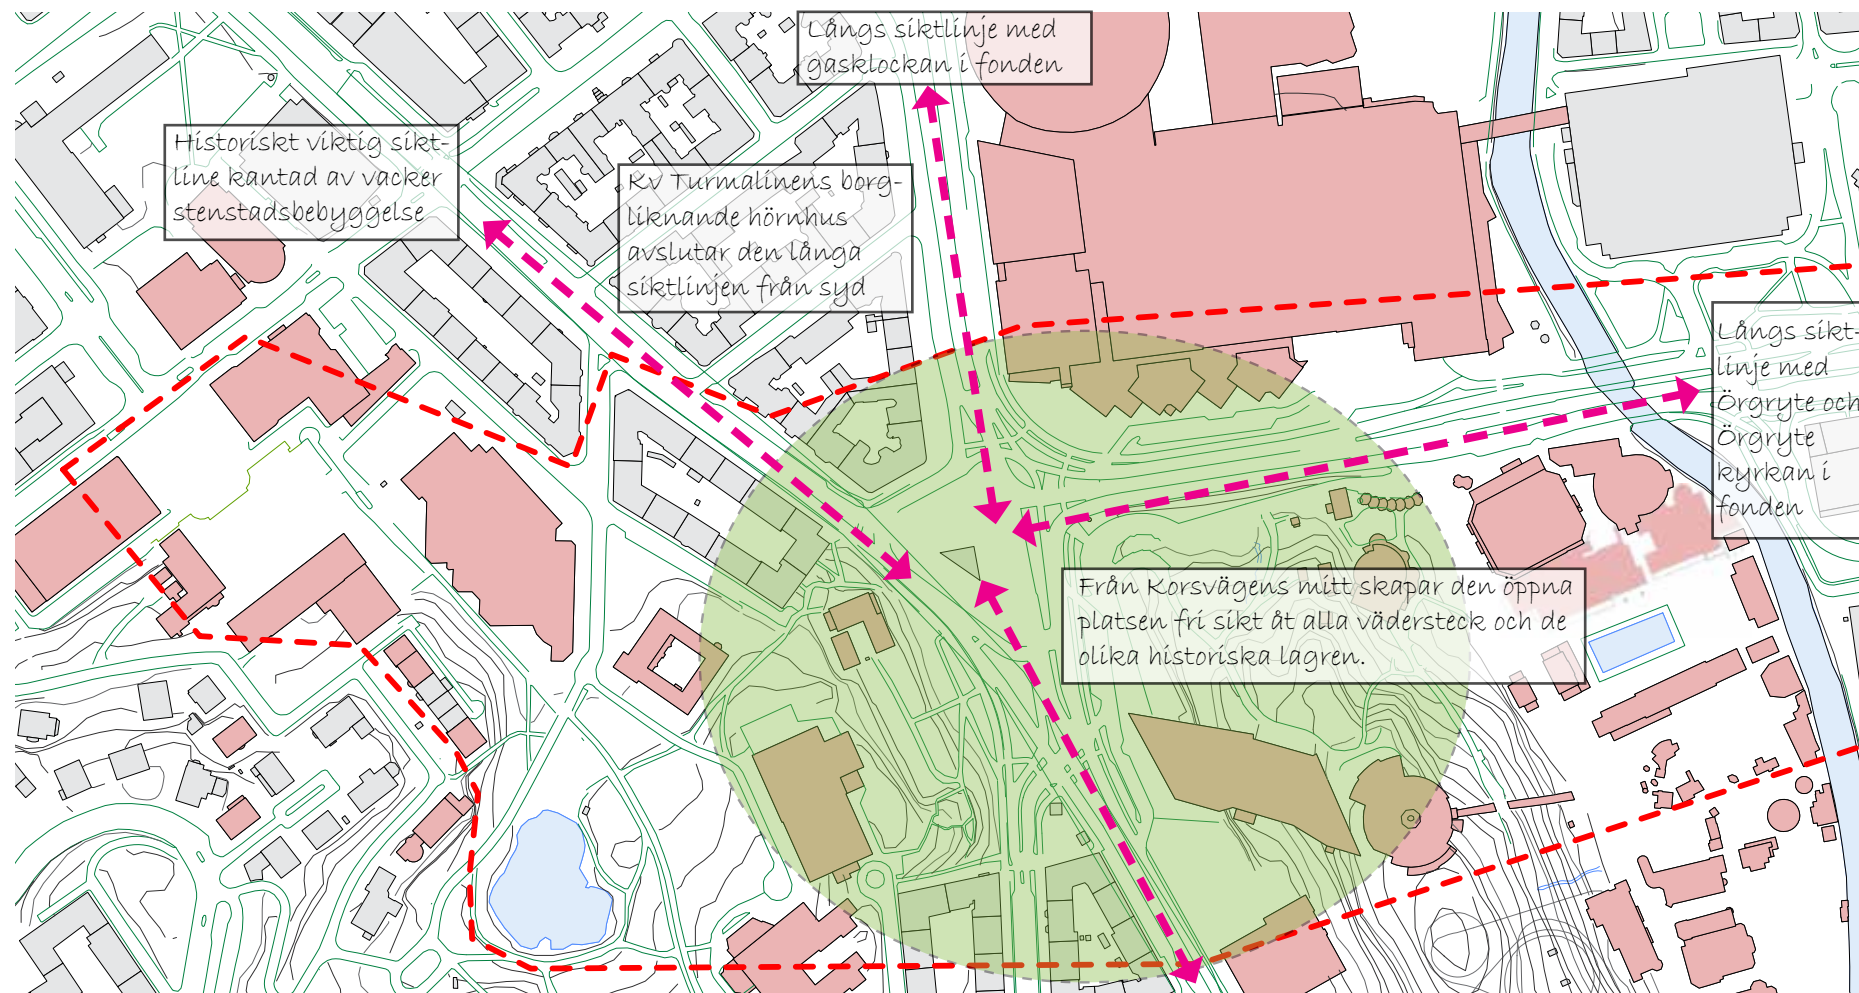 Långs siktlinje med
gasklockan i fonden
Historiskt viktig sikt-
line kantad av vacker
stenstadsbebyggelse
Kv Turmalinens borg-
liknande hörnhus
avslutar den långa
siktlinjen från syd
Långs sikt-
linje med
Örgryte och
Örgryte
kyrkan i
fonden
Från Korsvägens mitt skapar den öppna
platsen fri sikt åt alla vädersteck och de
olika historiska lagren.